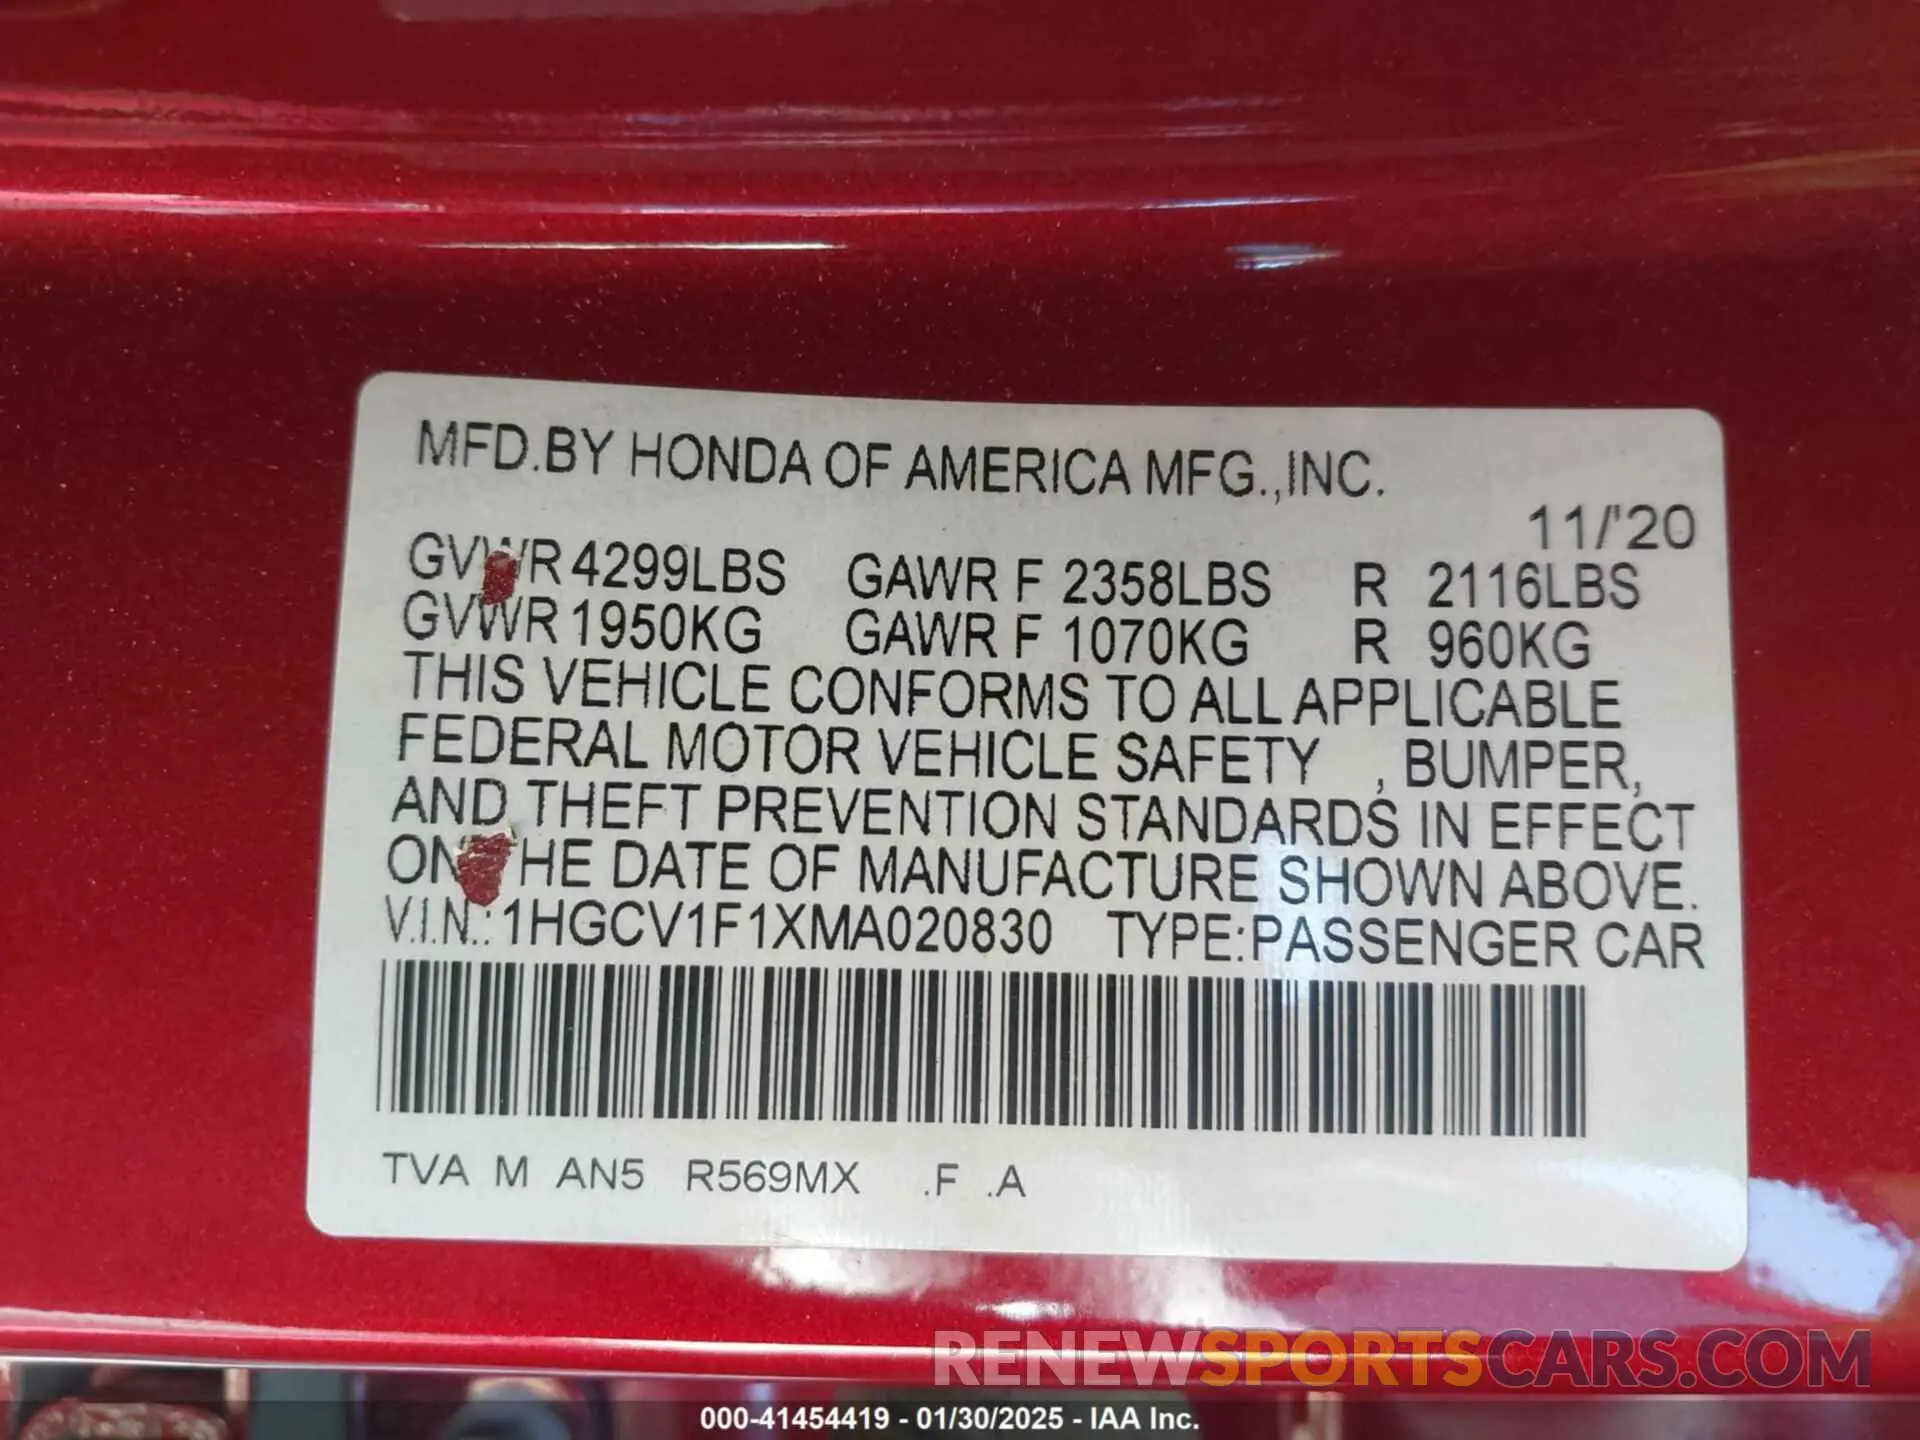 MFD.BY HONDA OF AMERICA MFG.,INC.
11/'20
GVWR 4299LBS GAWR F 2358LBS R 2116LBS
GVWR 1950KG GAWR F 1070KG R 960KG
THIS VEHICLE CONFORMS TO ALL APPLICABLE
FEDERAL MOTOR VEHICLE SAFETY , BUMPER,
AND THEFT PREVENTION STANDARDS IN EFFECT
ON THE DATE OF MANUFACTURE SHOWN ABOVE.
V.I.N.: 1HGCV1F1XMA020830 TYPE:PASSENGER CAR
TVA M AN5 R569MX .F .A
RENEWSPORTSCARS.COM
000-41454419 - 01/30/2025 - IAA Inc.